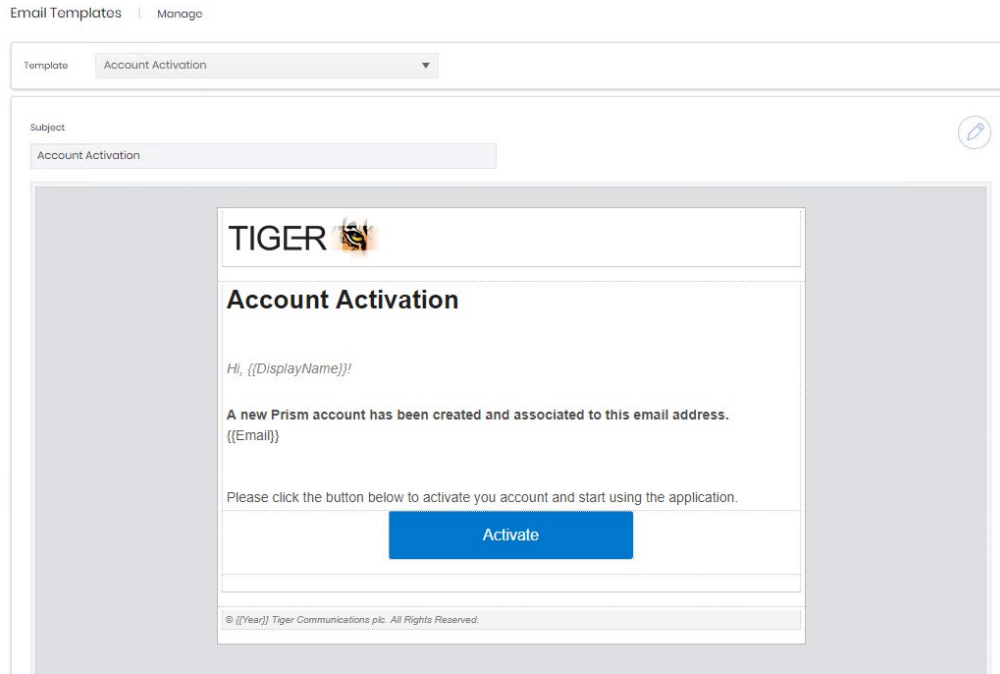 Email Templates | Manage
Template Account Activation
Subject
Account Activation
TIGER
Account Activation
Hi, {{DisplayName}}!
A new Prism account has been created and associated to this email address.
{{Email}}
Please click the button below to activate you account and start using the application.
Activate
© {{Year}} Tiger Communications plc. All Rights Reserved.